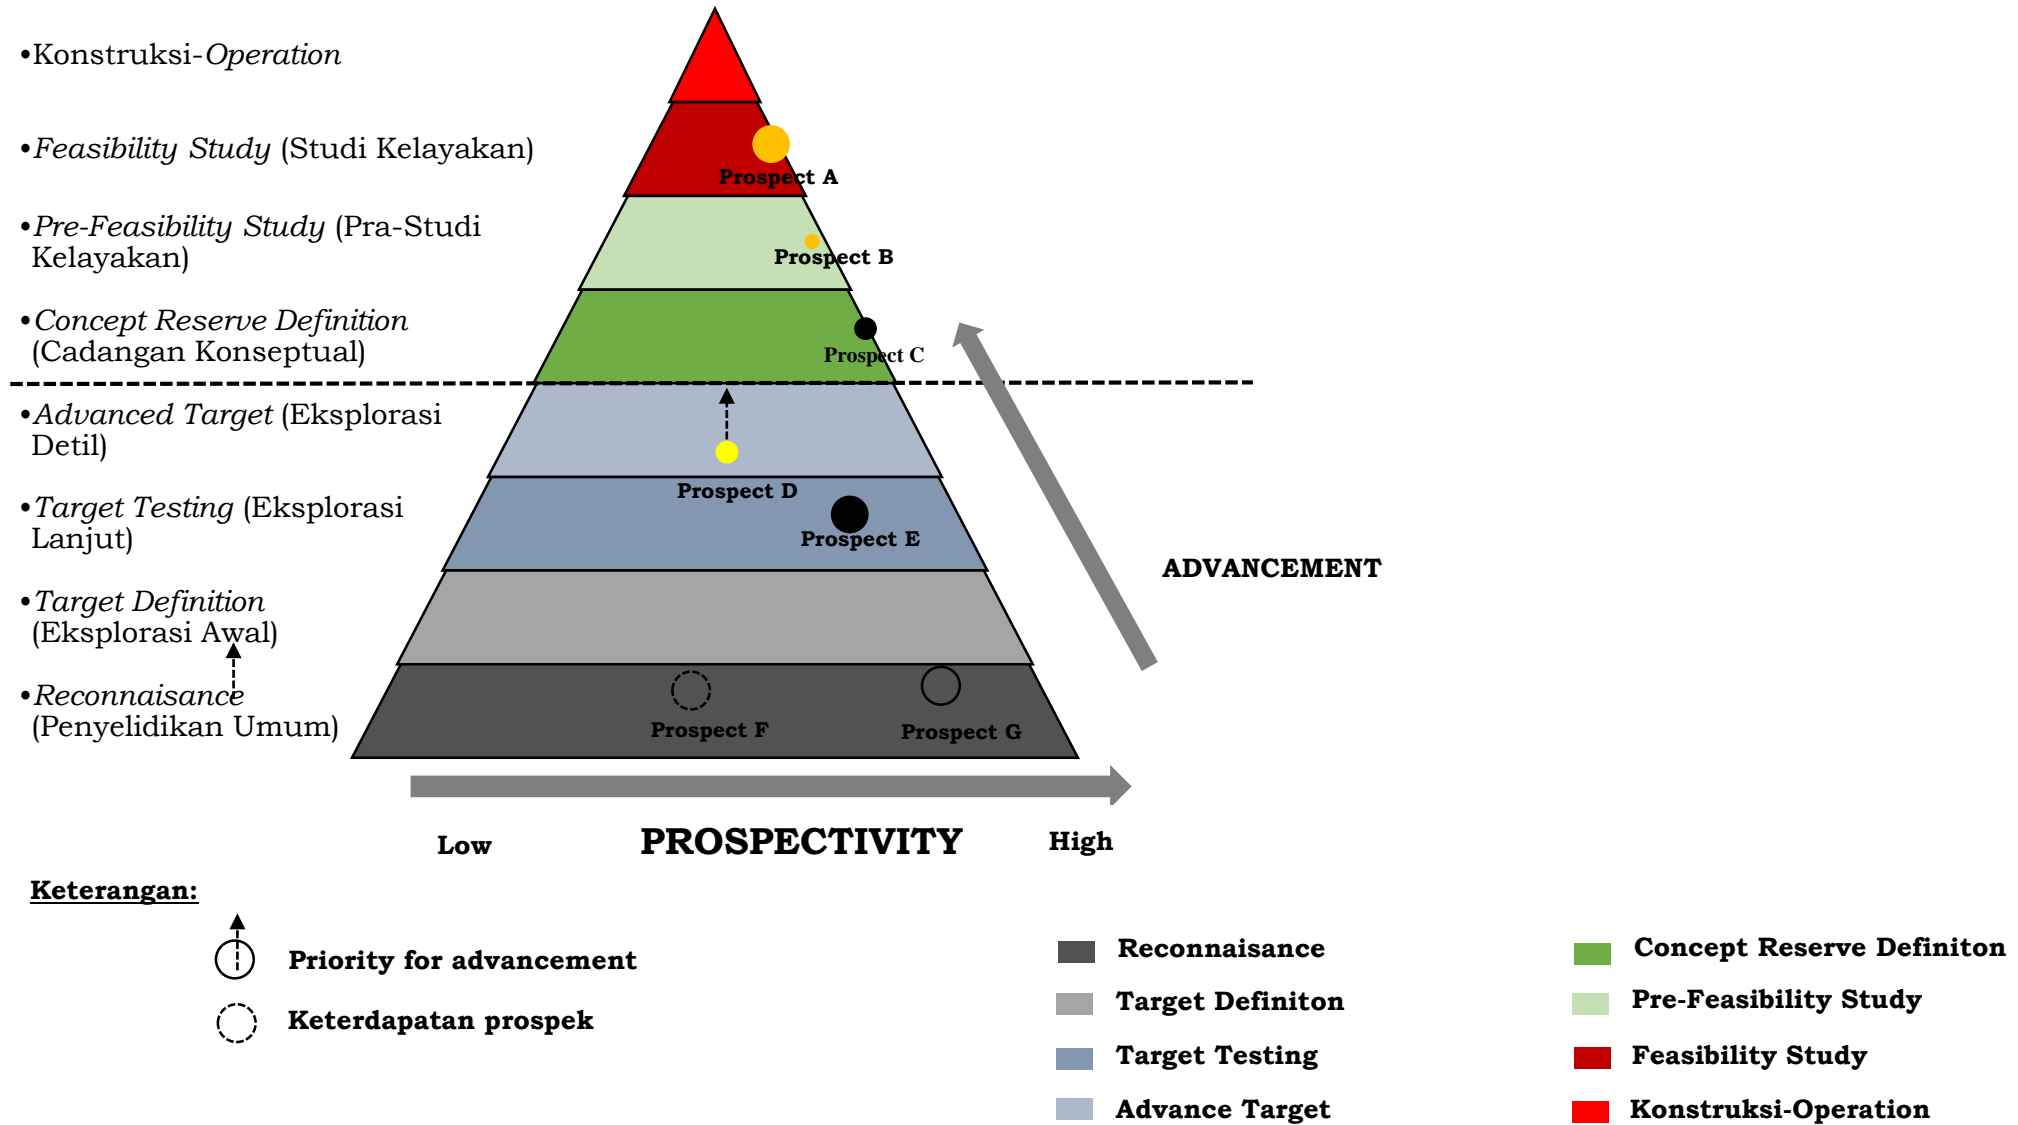 •Konstruksi-Operation
•Feasibility Study (Studi Kelayakan)
•Pre-Feasibility Study (Pra-Studi
Kelayakan)
•Concept Reserve Definition
(Cadangan Konseptual)
•Advanced Target (Eksplorasi
Detil)
•Target Testing (Eksplorasi
Lanjut)
•Target Definition
(Eksplorasi Awal)
•Reconnaisance
(Penyelidikan Umum)
Prospect A
Prospect B
Prospect C
Prospect D
Prospect E
Prospect F
Prospect G
ADVANCEMENT
Low
PROSPECTIVITY
High
Keterangan:
Priority for advancement
Keterdapatan prospek
Reconnaisance
Target Definiton
Target Testing
Advance Target
Concept Reserve Definiton
Pre-Feasibility Study
Feasibility Study
Konstruksi-Operation